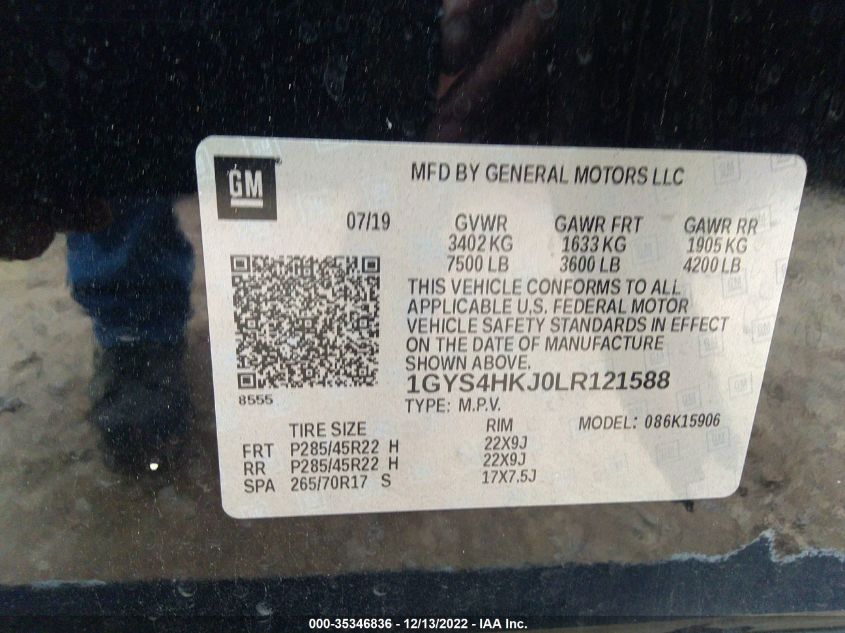 GM
MFD BY GENERAL MOTORS LLC
07/19 GVWR GAWR FRT GAWR RR
3402 KG 1633 KG 1905 KG
7500 LB 3600 LB 4200 LB
THIS VEHICLE CONFORMS TO ALL
APPLICABLE U.S. FEDERAL MOTOR
VEHICLE SAFETY STANDARDS IN EFFECT
ON THE DATE OF MANUFACTURE
SHOWN ABOVE.
1GYS4HKJ0LR121588
8555
TYPE: M.P.V.
TIRE SIZE RIM MODEL: 086K15906
FRT P285/45R22 H 22X9J
RR P285/45R22 H 22X9J
SPA 265/70R17 S 17X7.5J
000-35346836 - 12/13/2022 - IAA Inc.